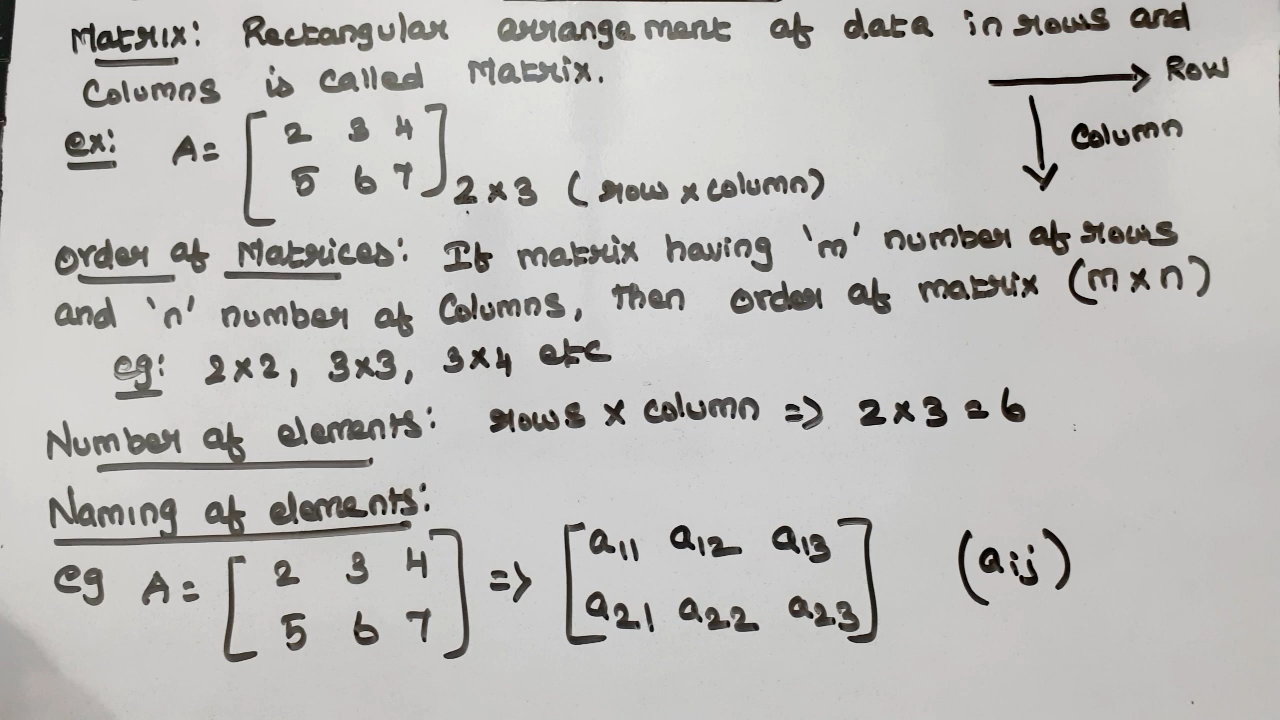 Matrix: Rectangular arrangement of data in rows and
Columns is called Matrix.
→ Row
↓ Column
ex: A = [ 2 3 4
5 6 7 ] 2 × 3 ( row × column)
Order of Matrices: If matrix having 'm' number of rows
and 'n' number of Columns, then order of matrix (m × n)
eg: 2×2, 3×3, 3×4 etc
Number of elements: rows × column => 2 × 3 = 6
Naming of elements:
eg A = [ 2 3 4 => [ a11 a12 a13 (aij)
5 6 7 ] a21 a22 a23 ]